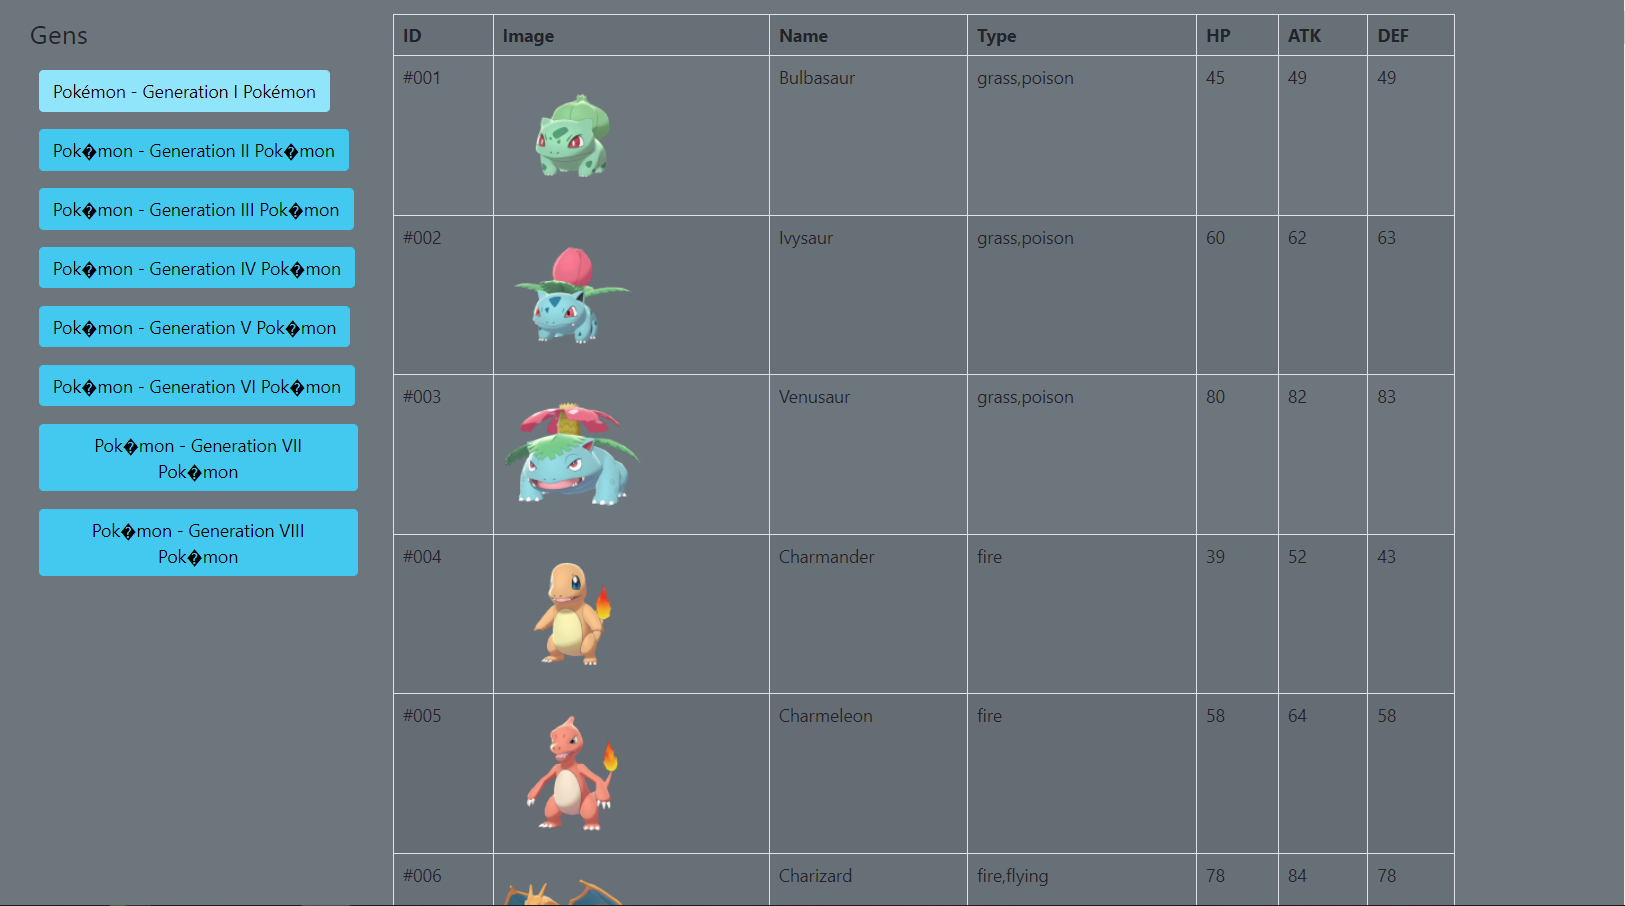 Gens
Pokémon - Generation I Pokémon
Pok�mon - Generation II Pok�mon
Pok�mon - Generation III Pok�mon
Pok�mon - Generation IV Pok�mon
Pok�mon - Generation V Pok�mon
Pok�mon - Generation VI Pok�mon
Pok�mon - Generation VII
Pok�mon
Pok�mon - Generation VIII
Pok�mon
ID Image Name Type HP ATK DEF
#001 Bulbasaur grass,poison 45 49 49
#002 Ivysaur grass,poison 60 62 63
#003 Venusaur grass,poison 80 82 83
#004 Charmander fire 39 52 43
#005 Charmeleon fire 58 64 58
#006 Charizard fire,flying 78 84 78